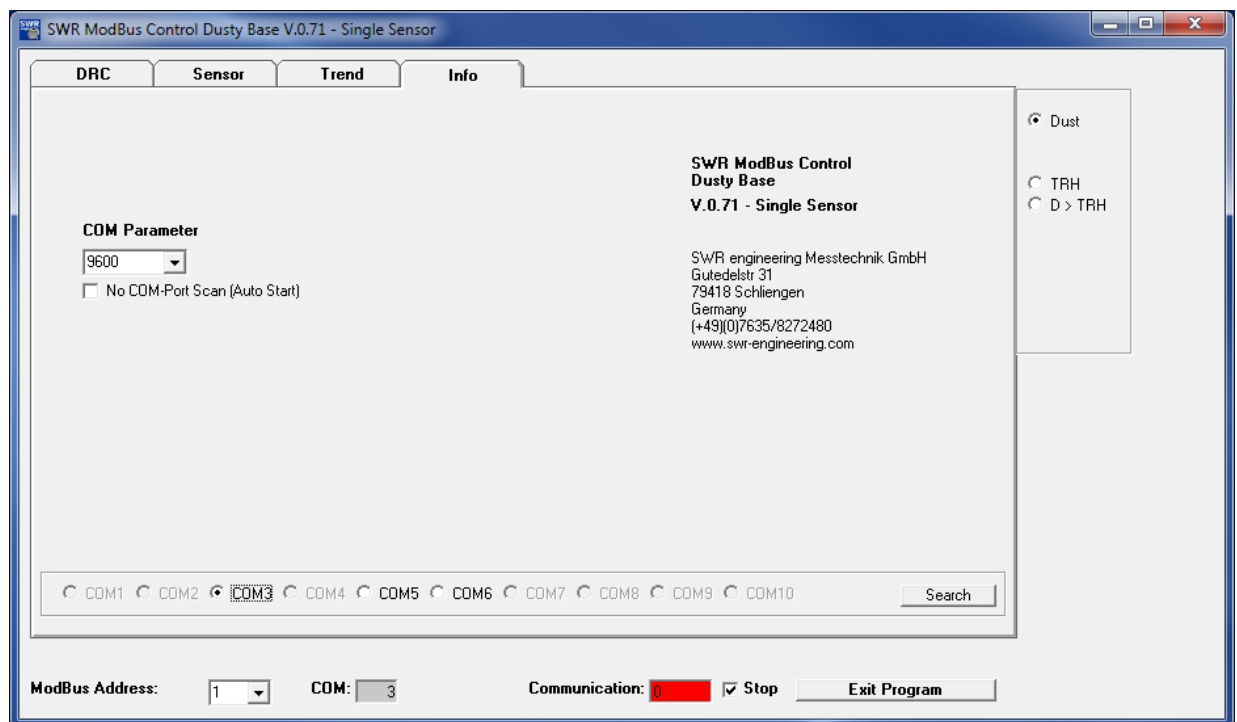 SWR ModBus Control Dusty Base V.0.71 - Single Sensor
DRC Sensor Trend Info
Dust
SWR ModBus Control
Dusty Base
TRH
V.0.71 - Single Sensor
D > TRH
COM Parameter
9600
No COM-Port Scan (Auto Start)
SWR engineering Messtechnik GmbH
Gutedelstr 31
79418 Schliengen
Germany
(+49)(0)7635/8272480
www.swr-engineering.com
COM1 COM2 COM3 COM4 COM5 COM6 COM7 COM8 COM9 COM10 Search
ModBus Address: 1 COM: 3 Communication: 0 Stop Exit Program